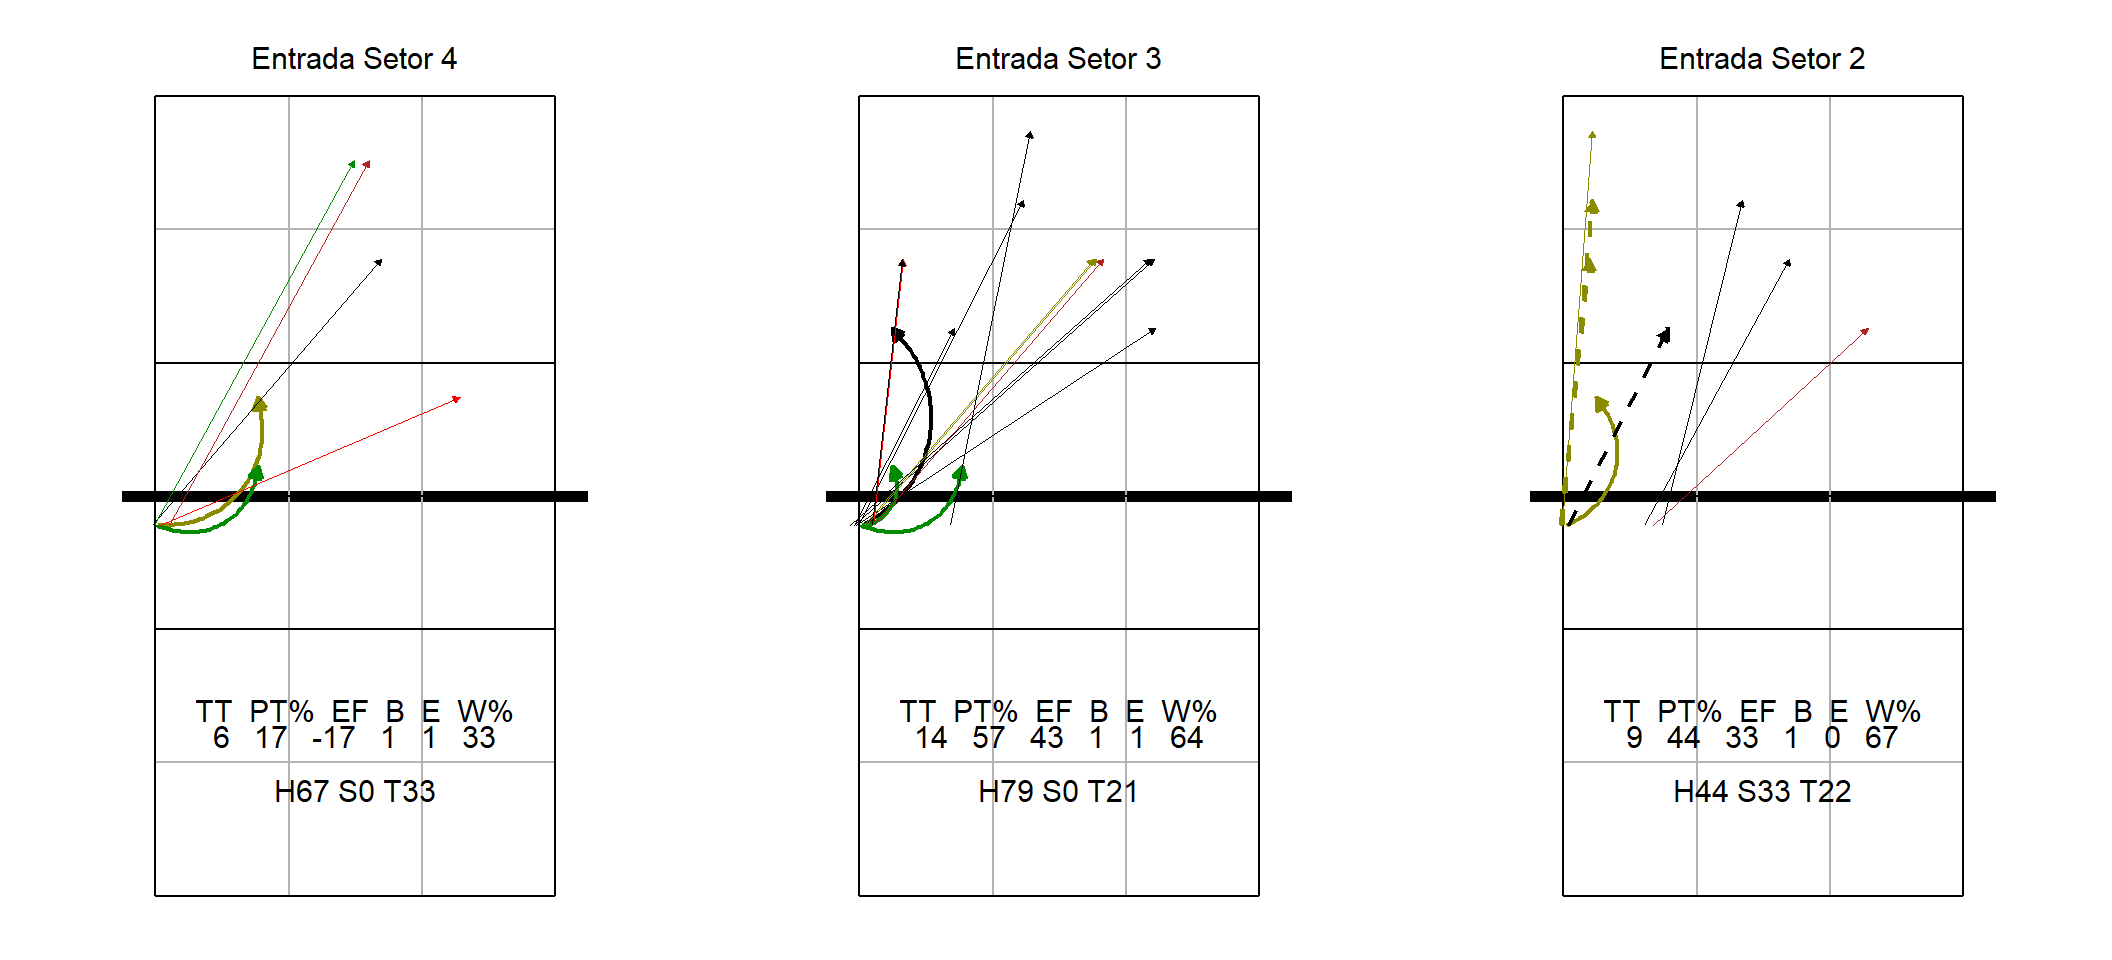 Entrada Setor 4
TT PT% EF B E W%
6 17 -17 1 1 33
H67 S0 T33
Entrada Setor 3
TT PT% EF B E W%
14 57 43 1 1 64
H79 S0 T21
Entrada Setor 2
TT PT% EF B E W%
9 44 33 1 0 67
H44 S33 T22